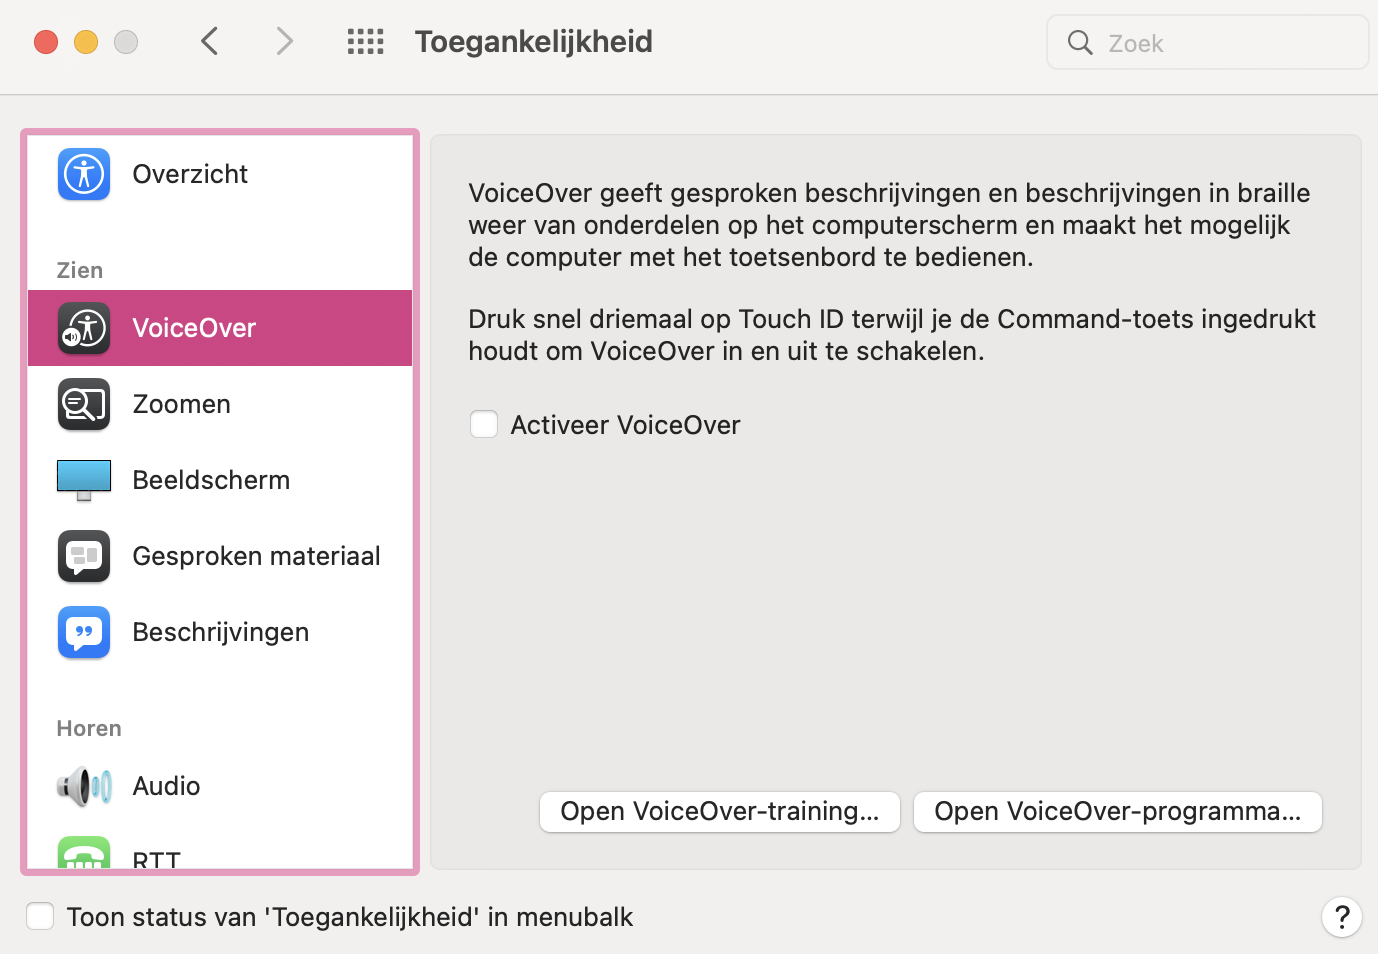 Toegankelijkheid
Zoek
Overzicht
Zien
VoiceOver
Zoomen
Beeldscherm
Gesproken materiaal
Beschrijvingen
Horen
Audio
RTT
VoiceOver geeft gesproken beschrijvingen en beschrijvingen in braille
weer van onderdelen op het computerscherm en maakt het mogelijk
de computer met het toetsenbord te bedienen.
Druk snel driemaal op Touch ID terwijl je de Command-toets ingedrukt
houdt om VoiceOver in en uit te schakelen.
Activeer VoiceOver
Open VoiceOver-training...
Open VoiceOver-programma...
Toon status van 'Toegankelijkheid' in menubalk
?